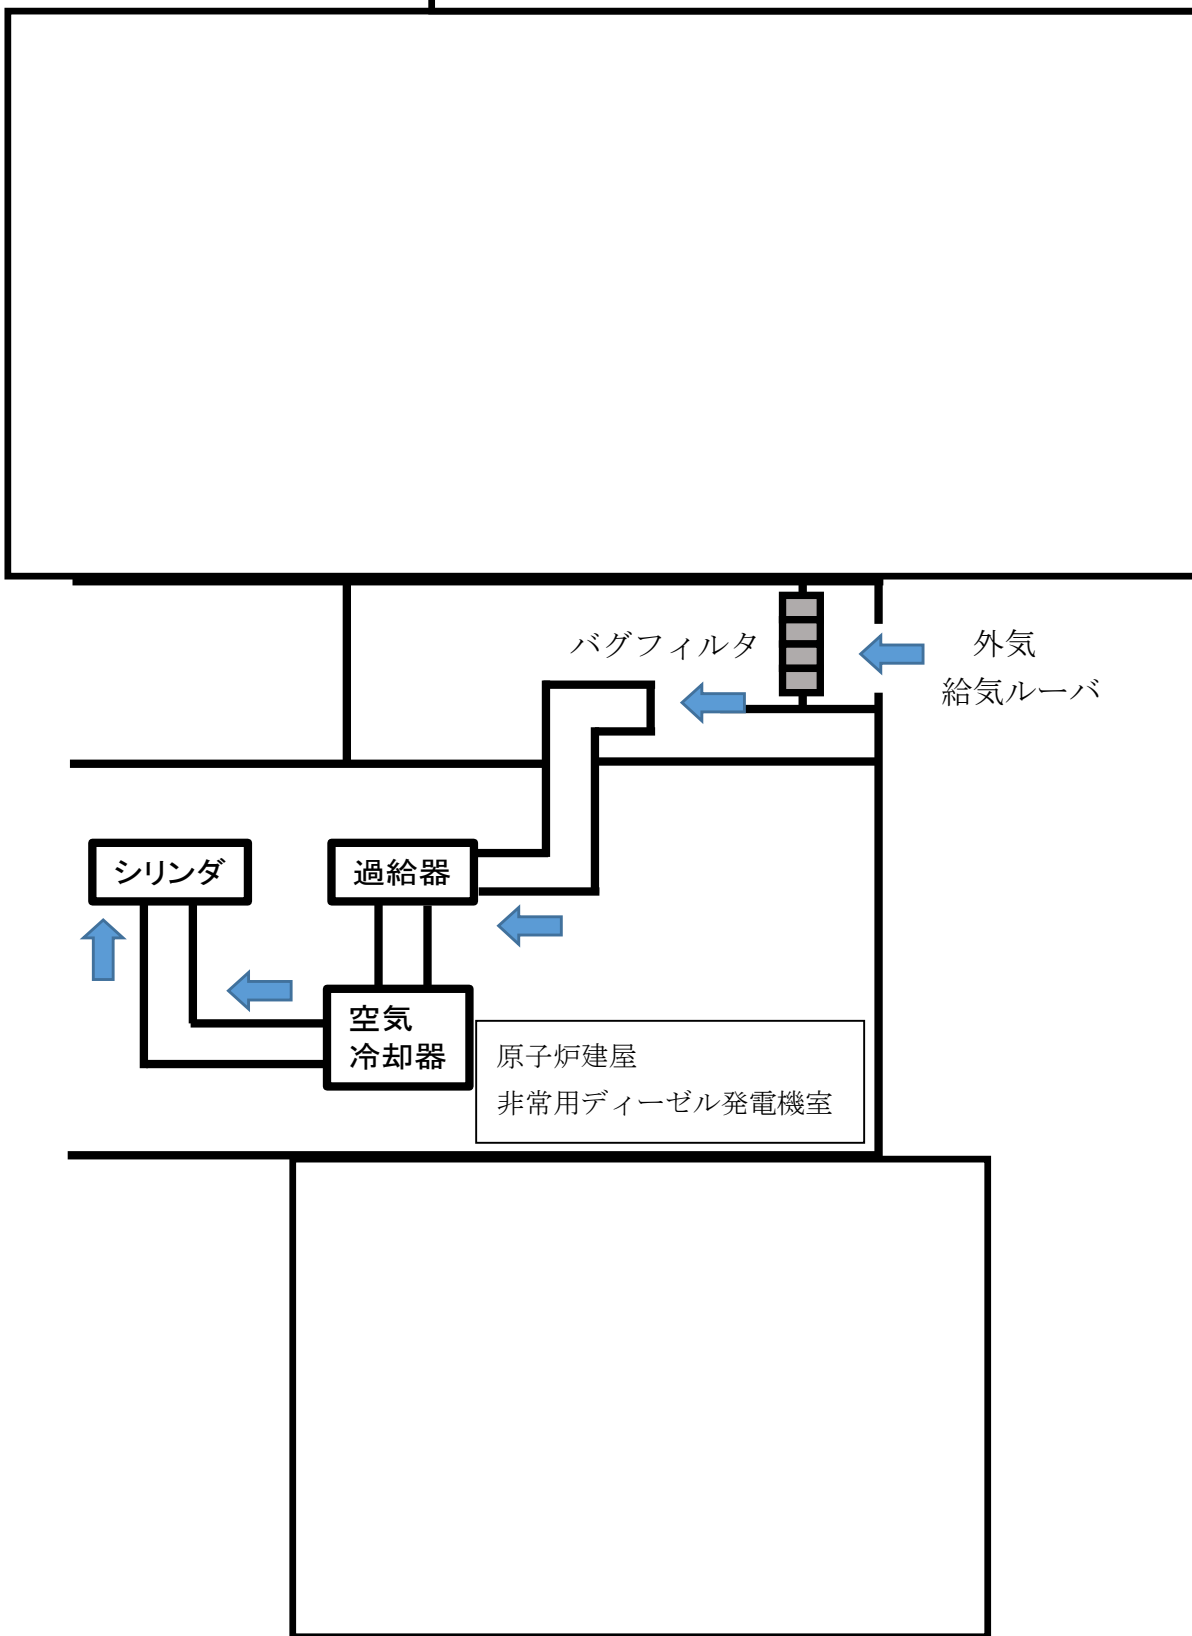 バグフィルタ
外気
給気ルーバ
シリンダ
過給器
空気
冷却器
原子炉建屋
非常用ディーゼル発電機室